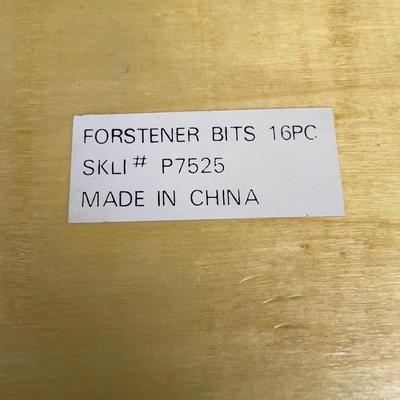 FORSTENER BITS 16PC
SKLI# P7525
MADE IN CHINA